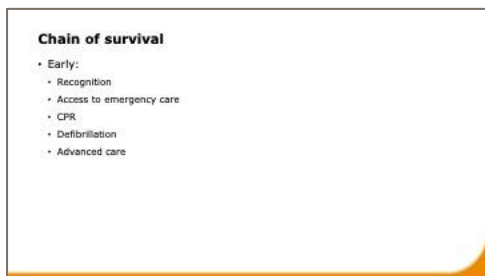 Chain of survival
• Early:
• Recognition
• Access to emergency care
• CPR
• Defibrillation
• Advanced care